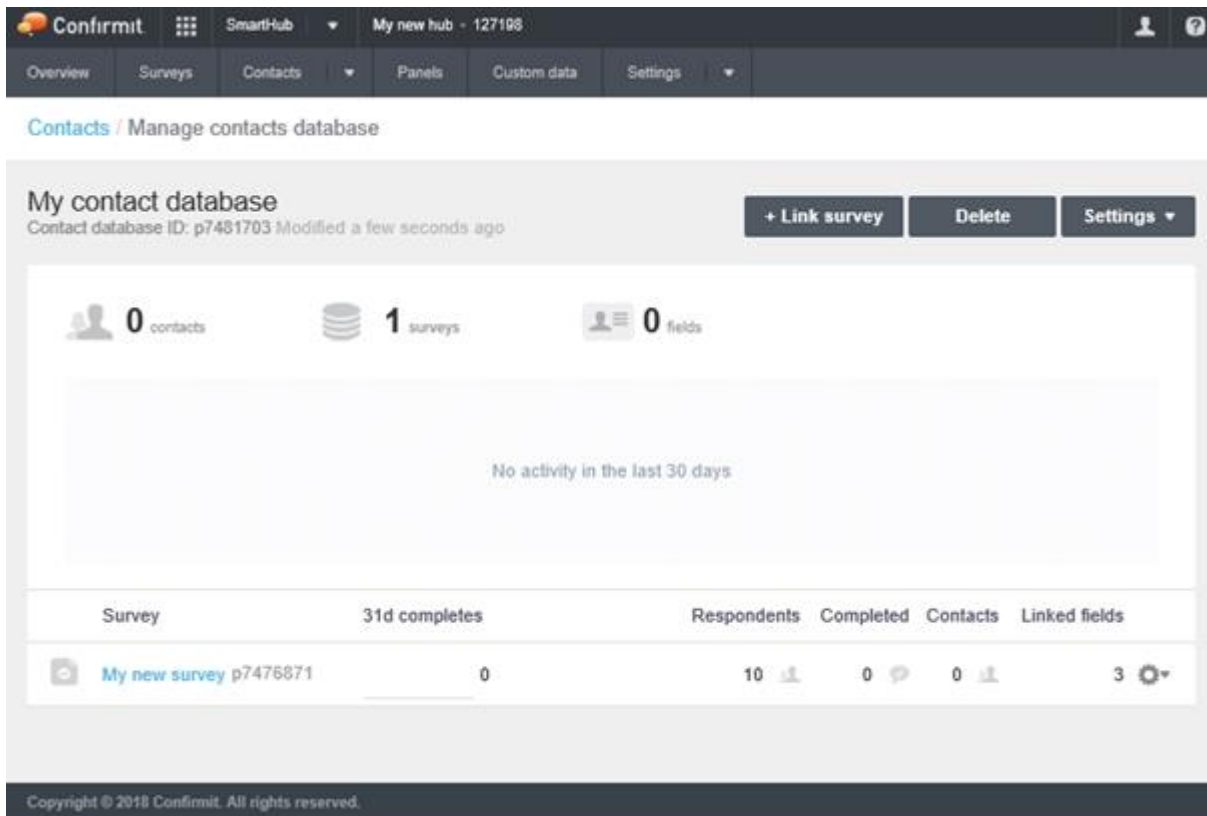 Confirmit SmartHub My new hub - 127198
Overview Surveys Contacts Panels Custom data Settings
Contacts / Manage contacts database
My contact database
Contact database ID: p7481703 Modified a few seconds ago
+ Link survey Delete Settings
0 contacts 1 surveys 0 fields
No activity in the last 30 days
Survey 31d completes Respondents Completed Contacts Linked fields
My new survey p7476871 0 10 0 0 3
Copyright © 2018 Confirmit. All rights reserved.